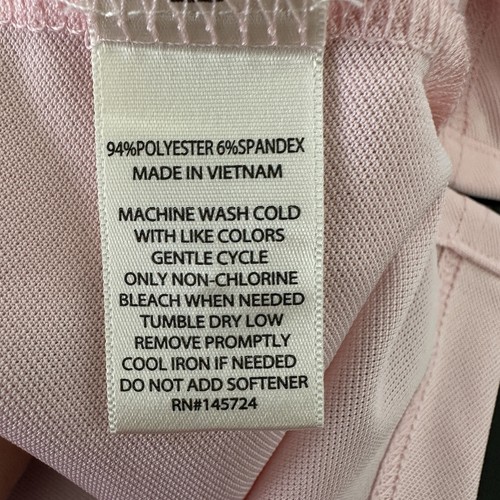 94%POLYESTER 6%SPANDEX
MADE IN VIETNAM
MACHINE WASH COLD
WITH LIKE COLORS
GENTLE CYCLE
ONLY NON-CHLORINE
BLEACH WHEN NEEDED
TUMBLE DRY LOW
REMOVE PROMPTLY
COOL IRON IF NEEDED
DO NOT ADD SOFTENER
RN#145724